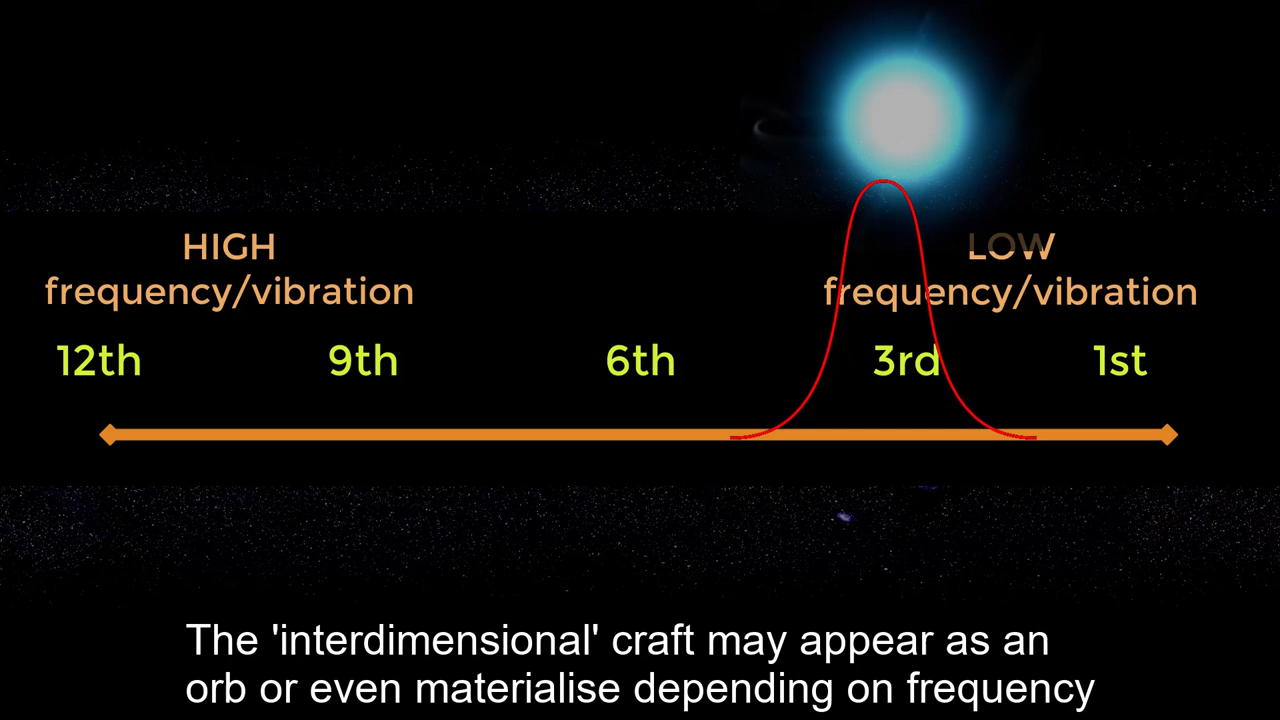 HIGH
frequency/vibration
LOW
frequency/vibration
12th 9th 6th 3rd 1st
The 'interdimensional' craft may appear as an
orb or even materialise depending on frequency